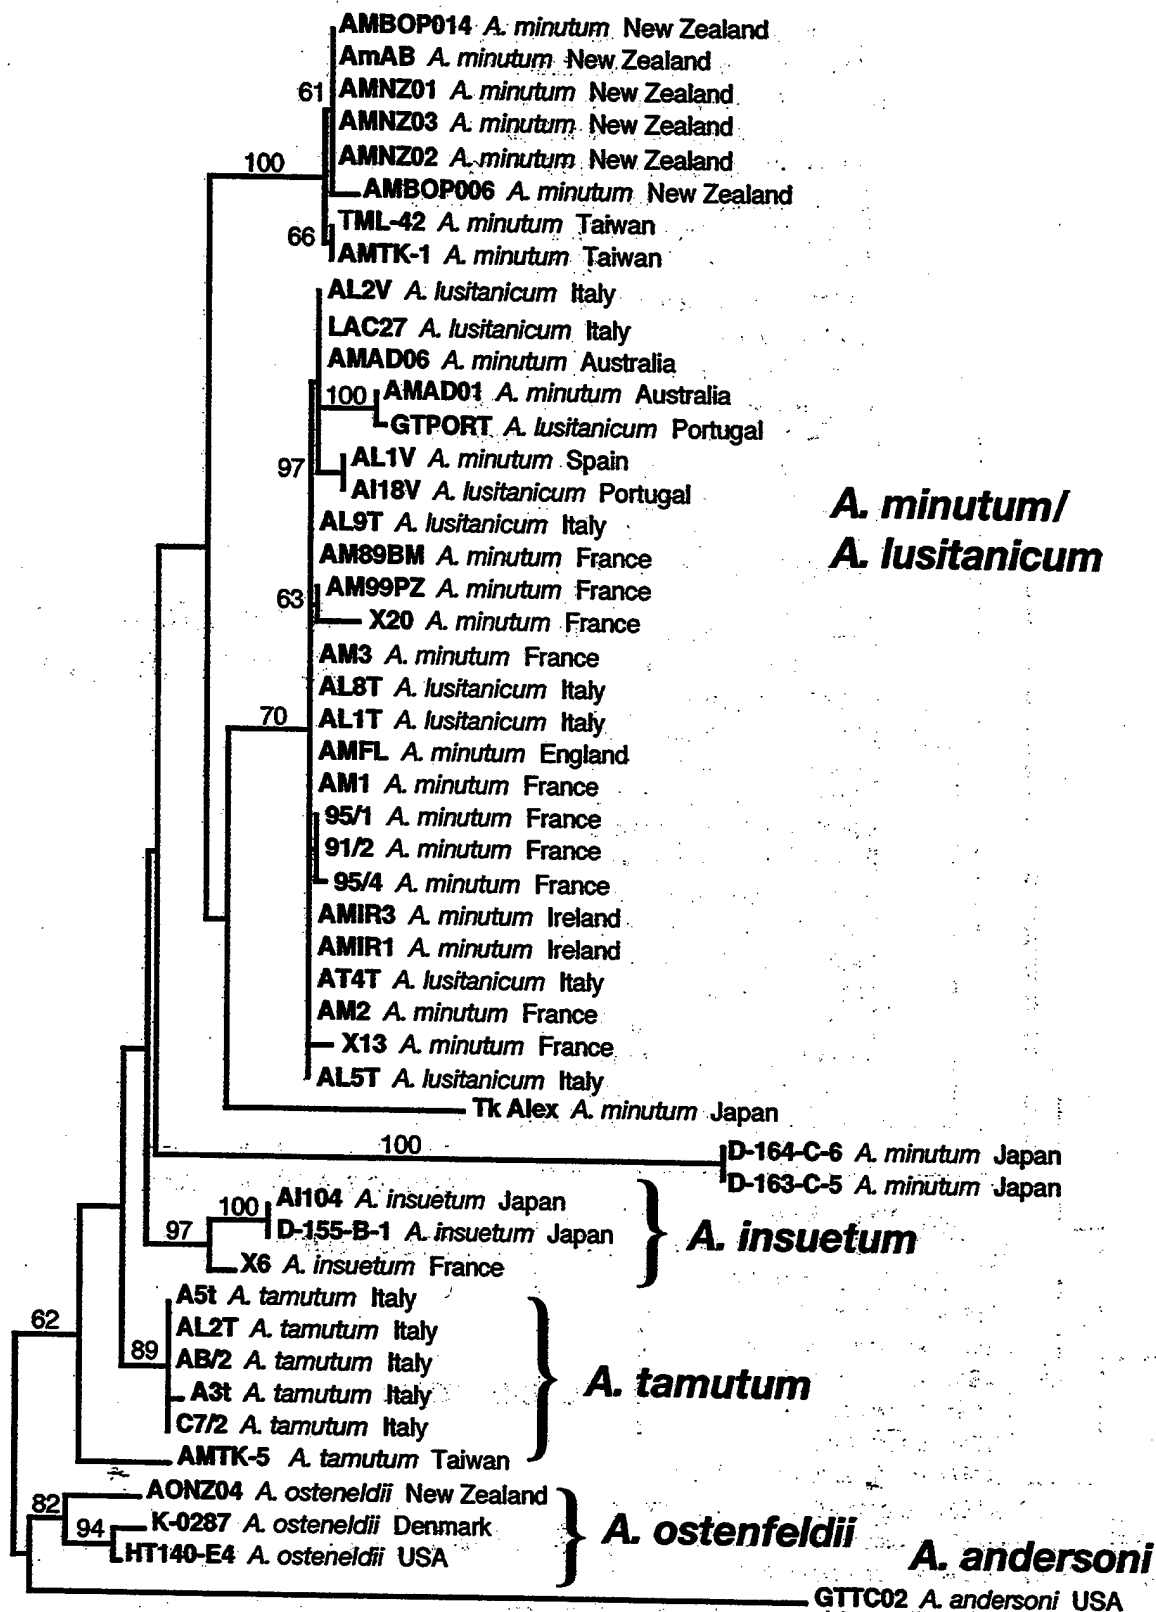 AMBOP014 A. minutum New Zealand
AmAB A. minutum New Zealand
61
AMNZ01 A. minutum New Zealand
AMNZ03 A. minutum New Zealand
100
AMNZ02 A. minutum New Zealand
AMBOP006 A. minutum New Zealand
TML-42 A. minutum Taiwan
66
AMTK-1 A. minutum Taiwan
AL2V A. lusitanicum Italy
LAC27 A. lusitanicum Italy
AMAD06 A. minutum Australia
100
AMAD01 A. minutum Australia
GTPORT A. lusitanicum Portugal
97
AL1V A. minutum Spain
AI18V A. lusitanicum Portugal
A. minutum/
A. lusitanicum
AL9T A. lusitanicum Italy
AM89BM A. minutum France
AM99PZ A. minutum France
63
X20 A. minutum France
AM3 A. minutum France
AL8T A. lusitanicum Italy
70
AL1T A. lusitanicum Italy
AMFL A. minutum England
AM1 A. minutum France
95/1 A. minutum France
91/2 A. minutum France
95/4 A. minutum France
AMIR3 A. minutum Ireland
AMIR1 A. minutum Ireland
AT4T A. lusitanicum Italy
AM2 A. minutum France
X13 A. minutum France
AL5T A. lusitanicum Italy
Tk Alex A. minutum Japan
100
D-164-C-6 A. minutum Japan
D-163-C-5 A. minutum Japan
100
AI104 A. insuetum Japan
97
D-155-B-1 A. insuetum Japan
A. insuetum
X6 A. insuetum France
A5t A. tamutum Italy
62
AL2T A. tamutum Italy
89
AB/2 A. tamutum Italy
A. tamutum
A3t A. tamutum Italy
C7/2 A. tamutum Italy
AMTK-5 A. tamutum Taiwan
82
AONZ04 A. osteneldii New Zealand
94
K-0287 A. osteneldii Denmark
A. ostenfeldii
HT140-E4 A. osteneldii USA
A. andersoni
GTTC02 A. andersoni USA